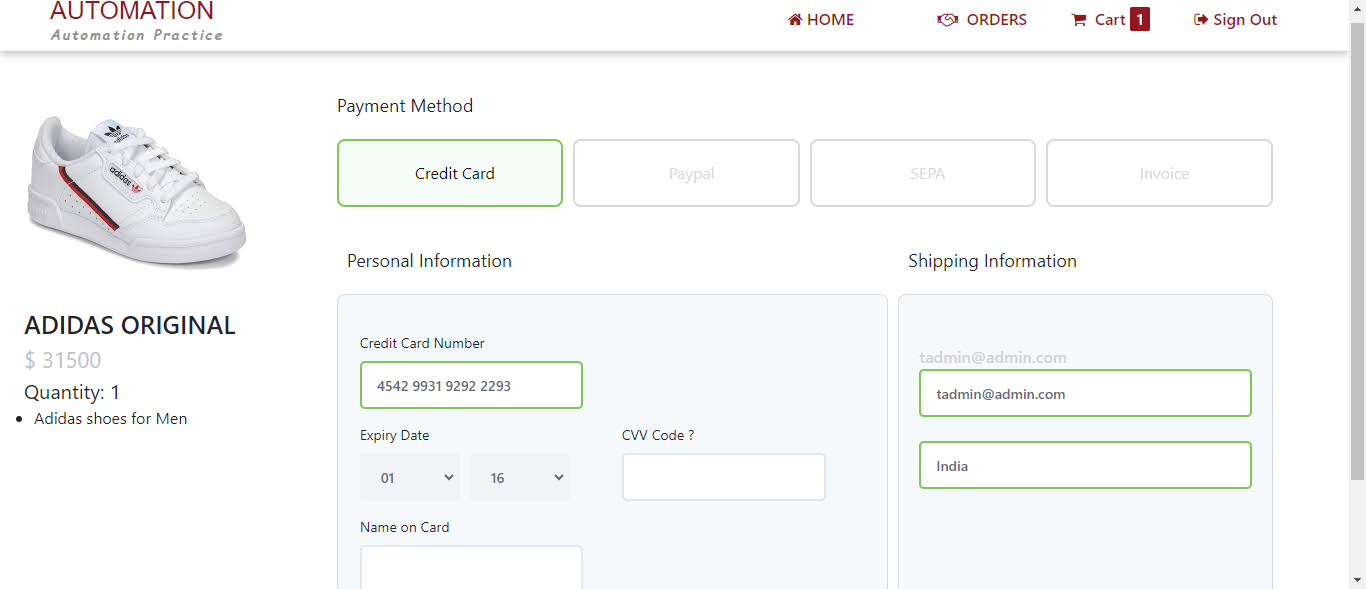 AUTOMATION
Automation Practice
HOME
ORDERS
Cart 1
Sign Out
Payment Method
Credit Card
Paypal
SEPA
Invoice
adidas
adidas
ADIDAS ORIGINAL
$ 31500
Quantity: 1
Adidas shoes for Men
Personal Information
Credit Card Number
4542 9931 9292 2293
Expiry Date
CVV Code ?
01
16
Name on Card
Shipping Information
tadmin@admin.com
tadmin@admin.com
India